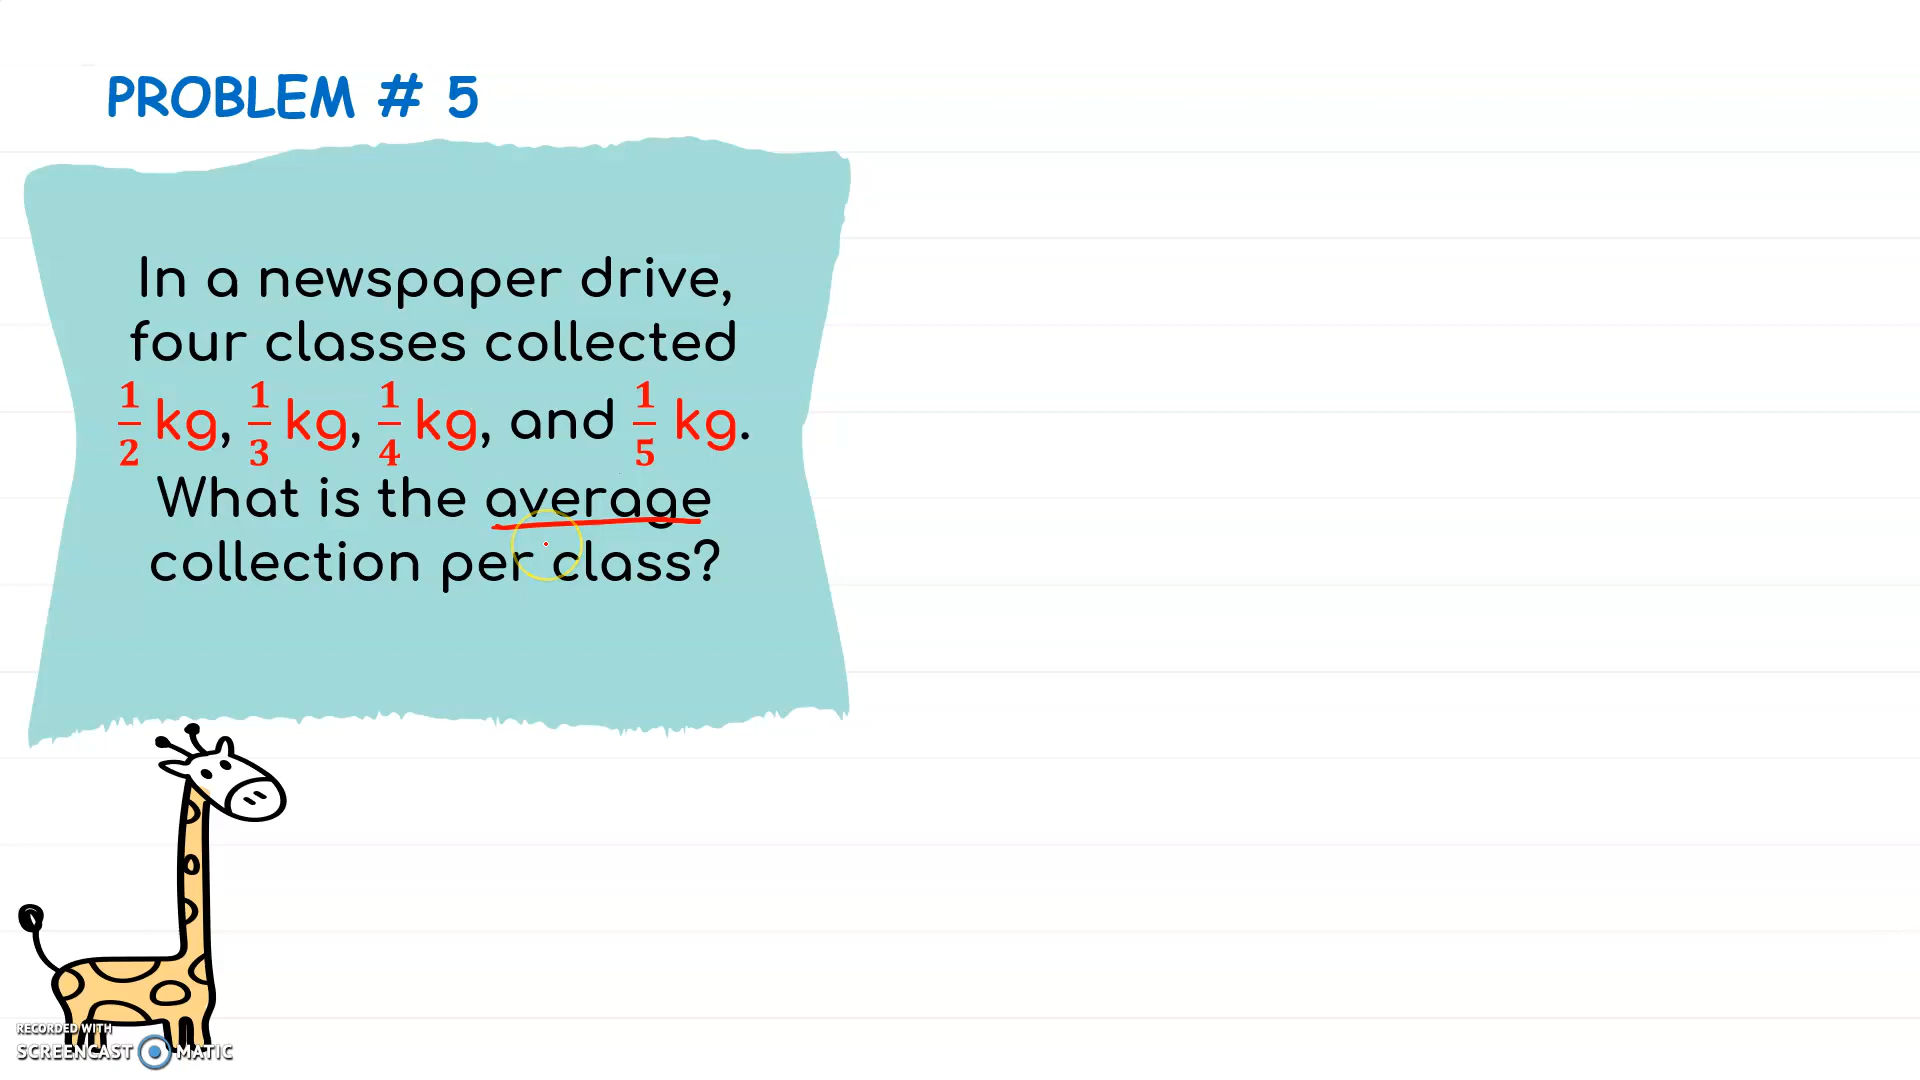 PROBLEM # 5
In a newspaper drive,
four classes collected
1/2 kg, 1/3 kg, 1/4 kg, and 1/5 kg.
What is the average
collection per class?
RECORDED WITH
SCREENCAST MATIC